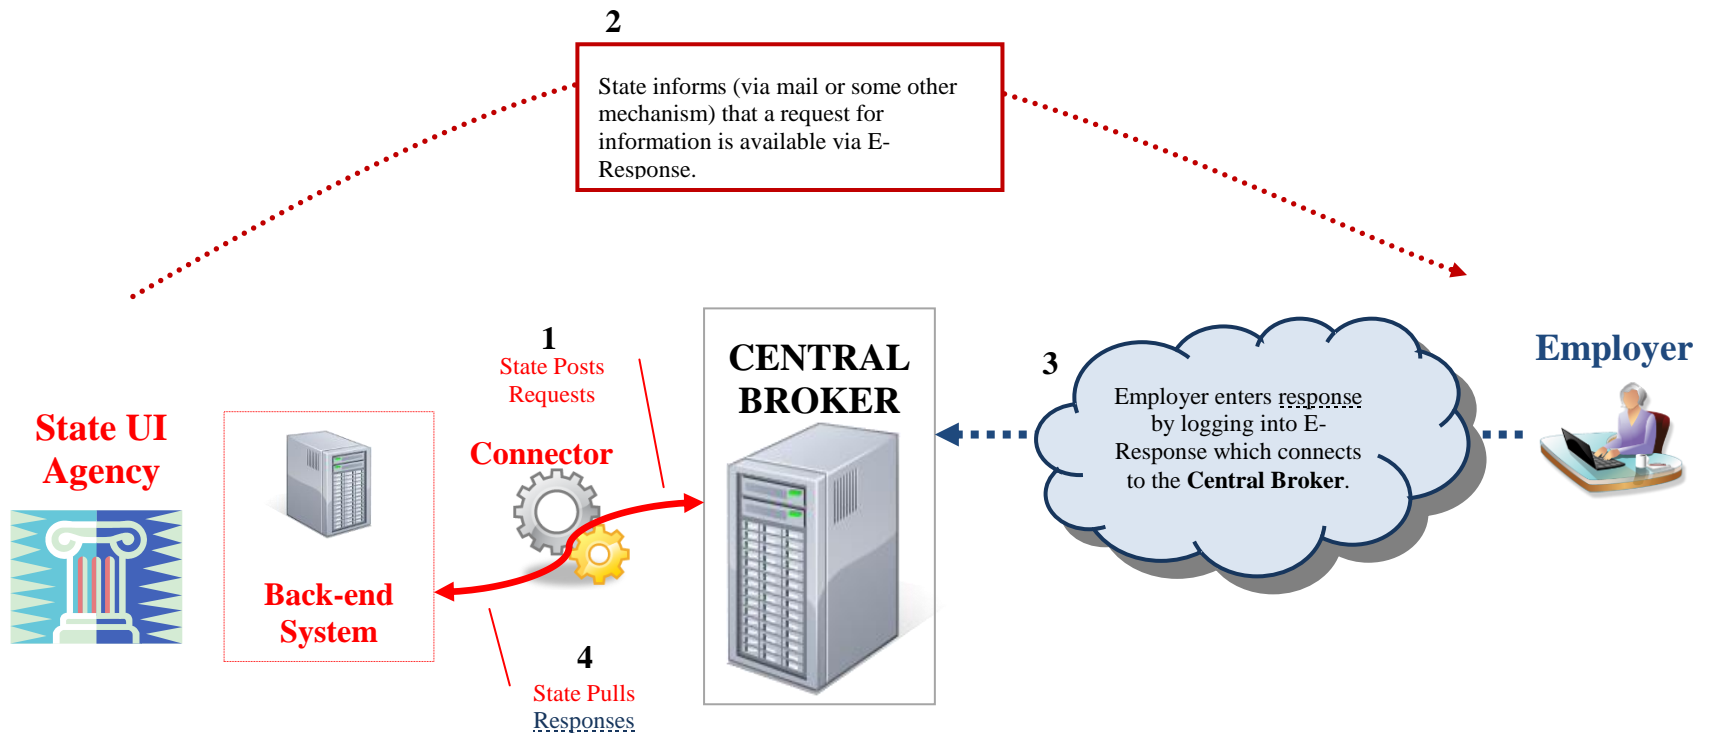 2
State informs (via mail or some other
mechanism) that a request for
information is available via E-
Response.
1
State Posts
Requests
CENTRAL
BROKER
3
Employer enters response
by logging into E-
Response which connects
to the Central Broker.
Employer
State UI
Agency
Connector
Back-end
System
4
State Pulls
Responses